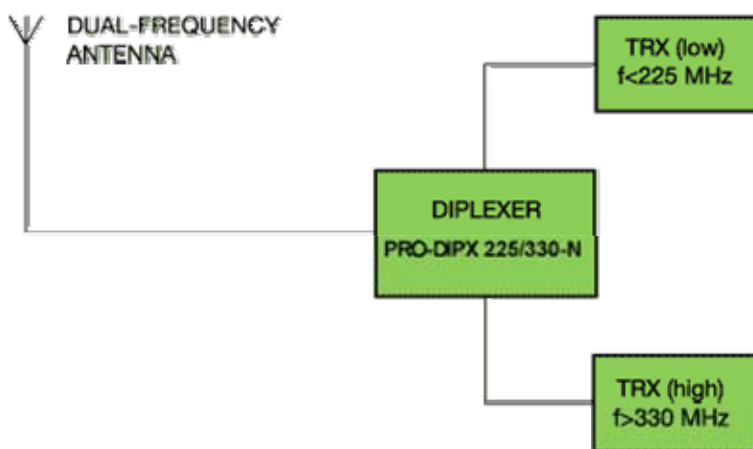 DUAL-FREQUENCY
ANTENNA
TRX (low)
f<225 MHz
DIPLEXER
PRO-DIPX 225/330-N
TRX (high)
f>330 MHz